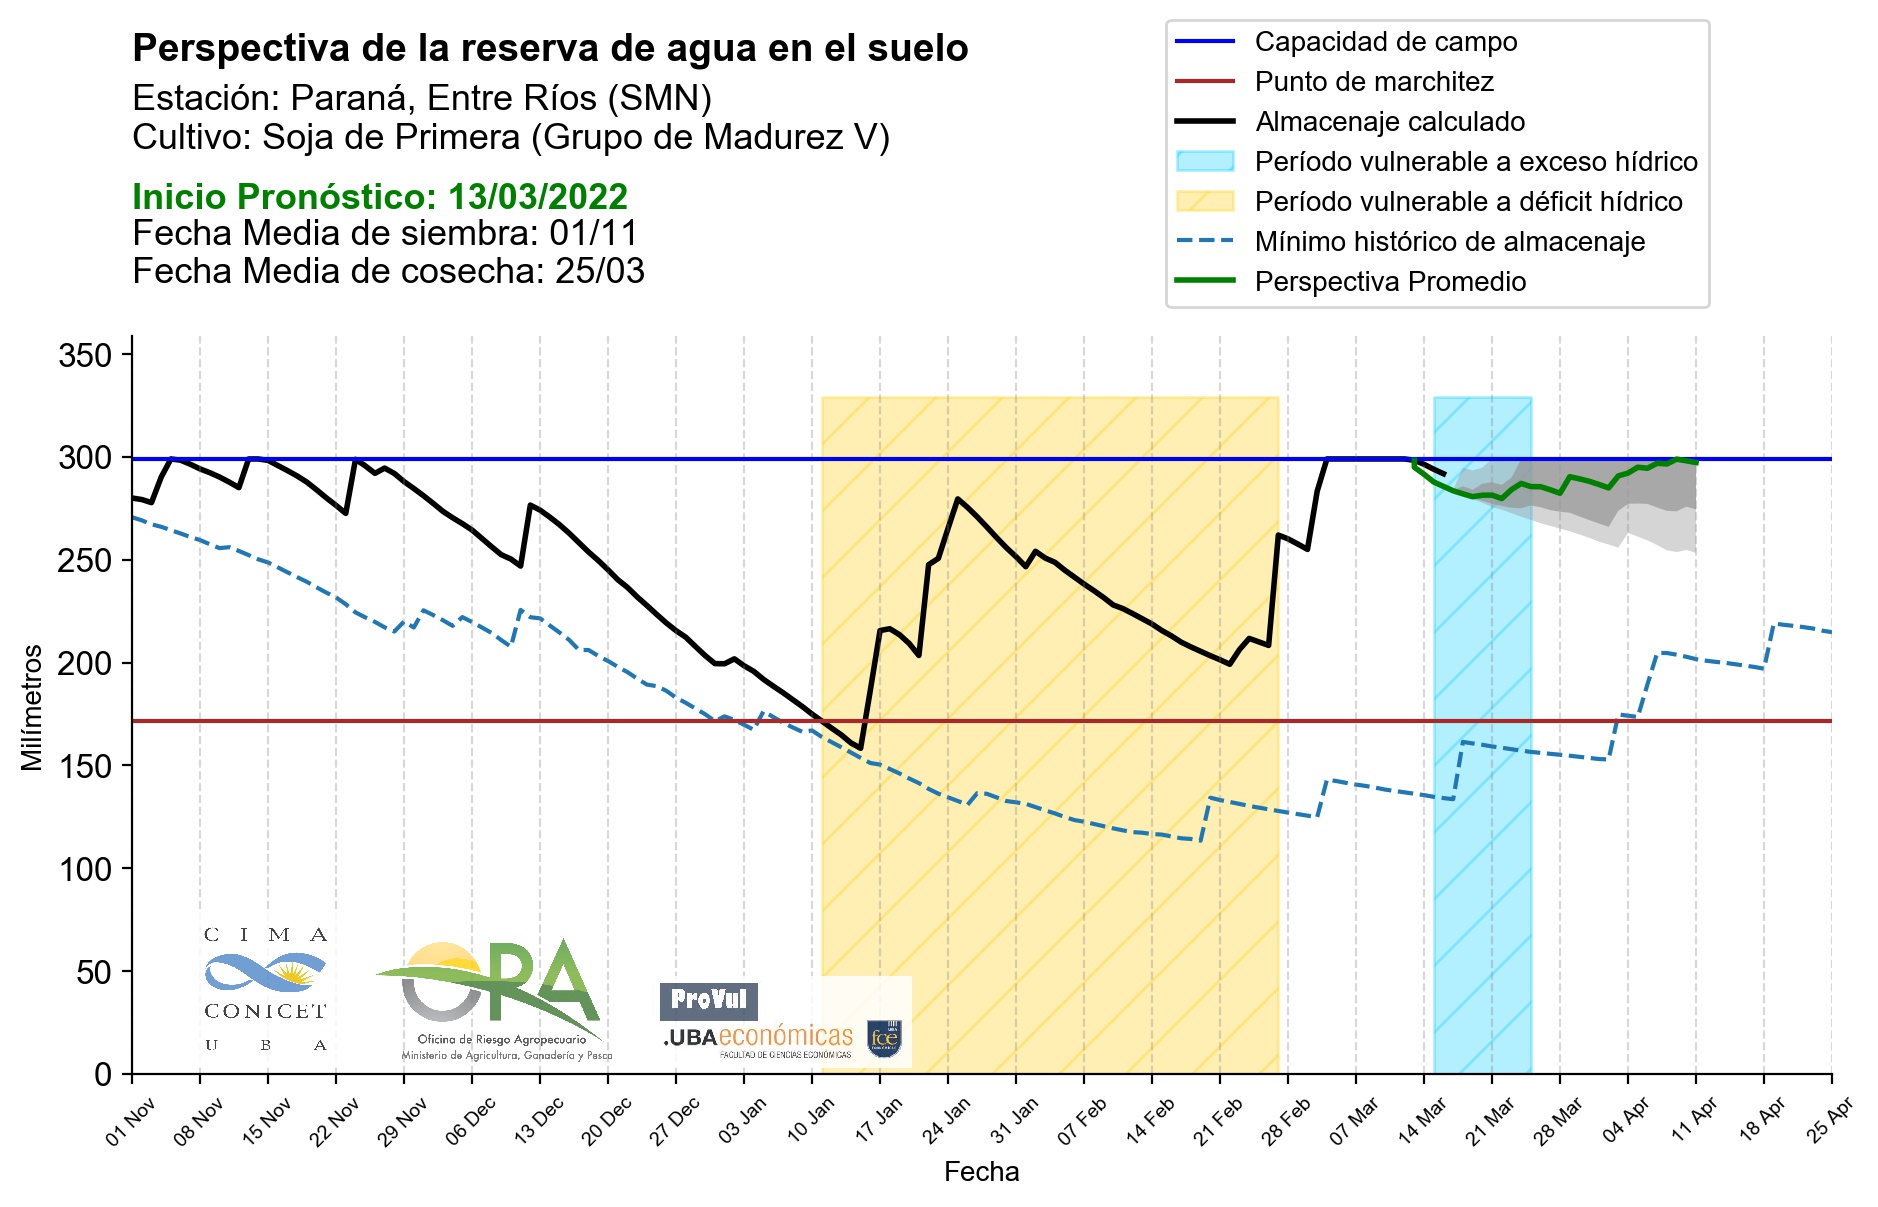 Perspectiva de la reserva de agua en el suelo
Estación: Paraná, Entre Ríos (SMN)
Cultivo: Soja de Primera (Grupo de Madurez V)
Inicio Pronóstico: 13/03/2022
Fecha Media de siembra: 01/11
Fecha Media de cosecha: 25/03
Capacidad de campo
Punto de marchitez
Almacenaje calculado
Período vulnerable a exceso hídrico
Período vulnerable a déficit hídrico
Mínimo histórico de almacenaje
Perspectiva Promedio
Milímetros
350
300
250
200
150
100
50
0
CIMA
CONICET
UBA
ORA
Oficina de Riesgo Agropecuario
Ministerio de Agricultura, Ganadería y Pesca
ProVul
.UBAeconómicas
FACULTAD DE CIENCIAS ECONÓMICAS
UBA
fce
ECONÓMICAS
01 Nov
08 Nov
15 Nov
22 Nov
29 Nov
06 Dec
13 Dec
20 Dec
27 Dec
03 Jan
10 Jan
17 Jan
24 Jan
31 Jan
07 Feb
14 Feb
21 Feb
28 Feb
07 Mar
14 Mar
21 Mar
28 Mar
04 Apr
11 Apr
18 Apr
25 Apr
Fecha